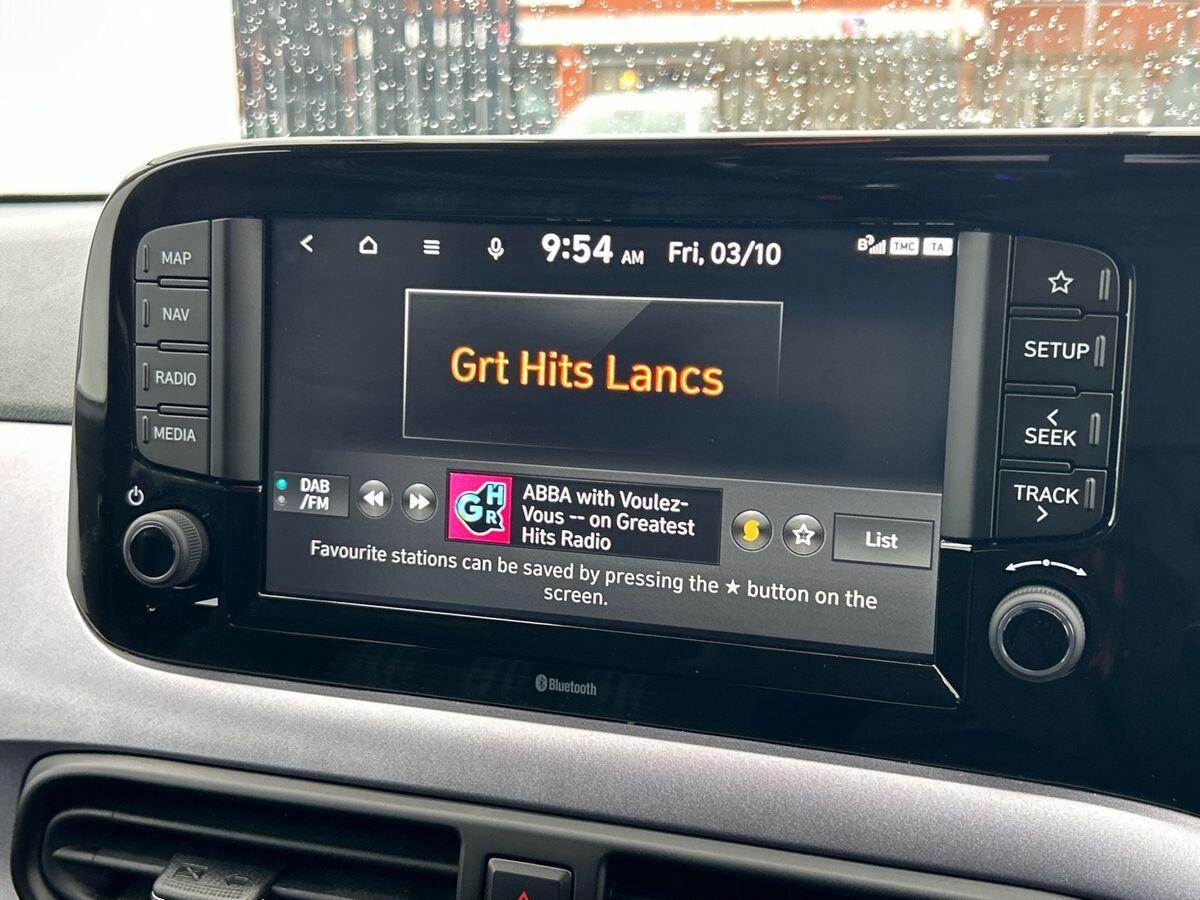 9:54 AM Fri, 03/10 TMC TA
MAP
NAV
RADIO
MEDIA
Grt Hits Lancs
SETUP
SEEK
TRACK
DAB
/FM
GHR
ABBA with Voulez-
Vous -- on Greatest
Hits Radio
List
Favourite stations can be saved by pressing the ★ button on the
screen.
Bluetooth